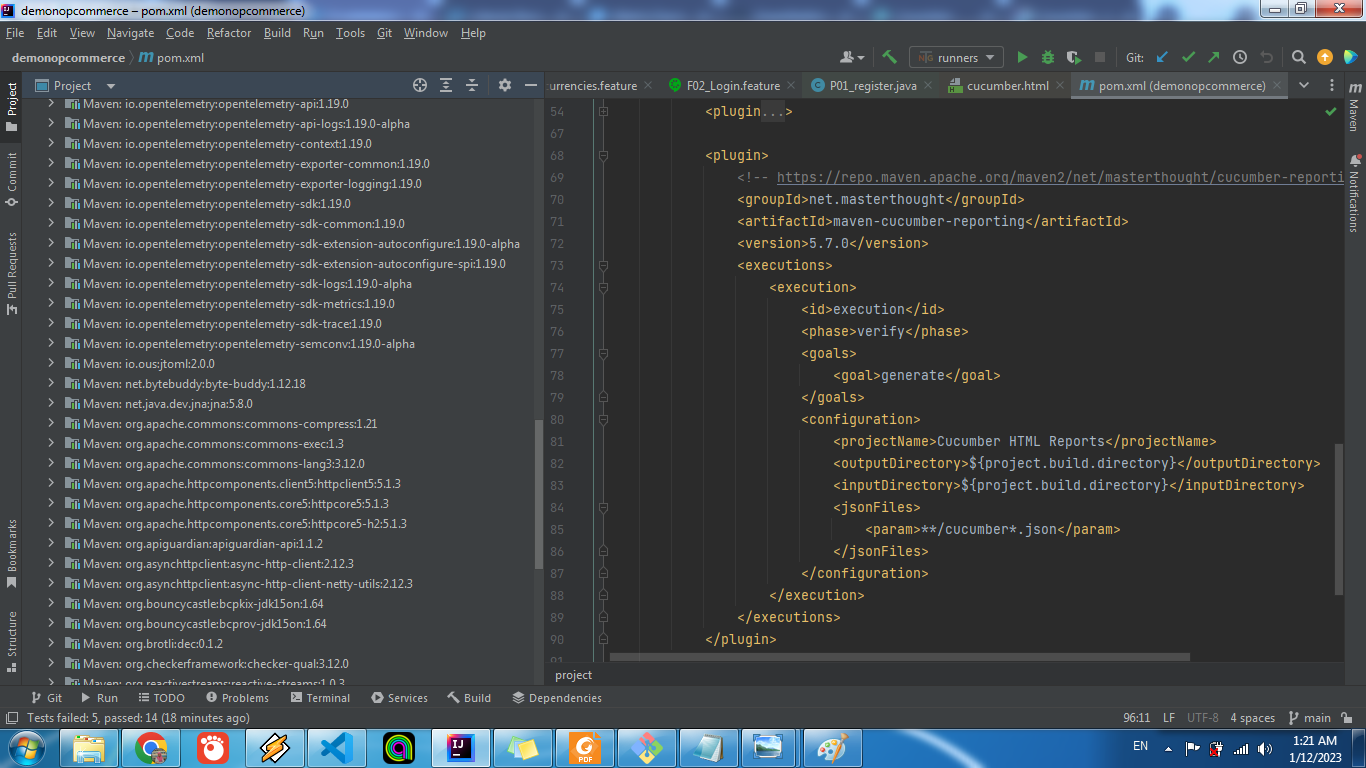 demonopcommerce – pom.xml (demonopcommerce)
File Edit View Navigate Code Refactor Build Run Tools Git Window Help
demonopcommerce pom.xml
runners
Git:
Project
urrencies.feature
F02_Login.feature
P01_register.java
cucumber.html
pom.xml (demonopcommerce)
Project
Commit
Pull Requests
Bookmarks
Structure
Maven: io.opentelemetry:opentelemetry-api:1.19.0
Maven: io.opentelemetry:opentelemetry-api-logs:1.19.0-alpha
Maven: io.opentelemetry:opentelemetry-context:1.19.0
Maven: io.opentelemetry:opentelemetry-exporter-common:1.19.0
Maven: io.opentelemetry:opentelemetry-exporter-logging:1.19.0
Maven: io.opentelemetry:opentelemetry-sdk:1.19.0
Maven: io.opentelemetry:opentelemetry-sdk-common:1.19.0
Maven: io.opentelemetry:opentelemetry-sdk-extension-autoconfigure:1.19.0-alpha
Maven: io.opentelemetry:opentelemetry-sdk-extension-autoconfigure-spi:1.19.0
Maven: io.opentelemetry:opentelemetry-sdk-logs:1.19.0-alpha
Maven: io.opentelemetry:opentelemetry-sdk-metrics:1.19.0
Maven: io.opentelemetry:opentelemetry-sdk-trace:1.19.0
Maven: io.opentelemetry:opentelemetry-semconv:1.19.0-alpha
Maven: io.ous:jtoml:2.0.0
Maven: net.bytebuddy:byte-buddy:1.12.18
Maven: net.java.dev.jna:jna:5.8.0
Maven: org.apache.commons:commons-compress:1.21
Maven: org.apache.commons:commons-exec:1.3
Maven: org.apache.commons:commons-lang3:3.12.0
Maven: org.apache.httpcomponents.client5:httpclient5:5.1.3
Maven: org.apache.httpcomponents.core5:httpcore5:5.1.3
Maven: org.apache.httpcomponents.core5:httpcore5-h2:5.1.3
Maven: org.apiguardian:apiguardian-api:1.1.2
Maven: org.asynchttpclient:async-http-client:2.12.3
Maven: org.asynchttpclient:async-http-client-netty-utils:2.12.3
Maven: org.bouncycastle:bcpkix-jdk15on:1.64
Maven: org.bouncycastle:bcprov-jdk15on:1.64
Maven: org.brotli:dec:0.1.2
Maven: org.checkerframework:checker-qual:3.12.0
Maven: org.reactivestreams:reactive-streams:1.0.3
54 <plugin...>
67
68 <plugin>
69 <!-- https://repo.maven.apache.org/maven2/net/masterthought/cucumber-reporti
70 <groupId>net.masterthought</groupId>
71 <artifactId>maven-cucumber-reporting</artifactId>
72 <version>5.7.0</version>
73 <executions>
74 <execution>
75 <id>execution</id>
76 <phase>verify</phase>
77 <goals>
78 <goal>generate</goal>
79 </goals>
80 <configuration>
81 <projectName>Cucumber HTML Reports</projectName>
82 <outputDirectory>${project.build.directory}</outputDirectory>
83 <inputDirectory>${project.build.directory}</inputDirectory>
84 <jsonFiles>
85 <param>**/cucumber*.json</param>
86 </jsonFiles>
87 </configuration>
88 </execution>
89 </executions>
90 </plugin>
91
project
Maven
Notifications
Git Run TODO Problems Terminal Services Build Dependencies
Tests failed: 5, passed: 14 (18 minutes ago)
96:11 LF UTF-8 4 spaces main
PDF
EN
1:21 AM
1/12/2023